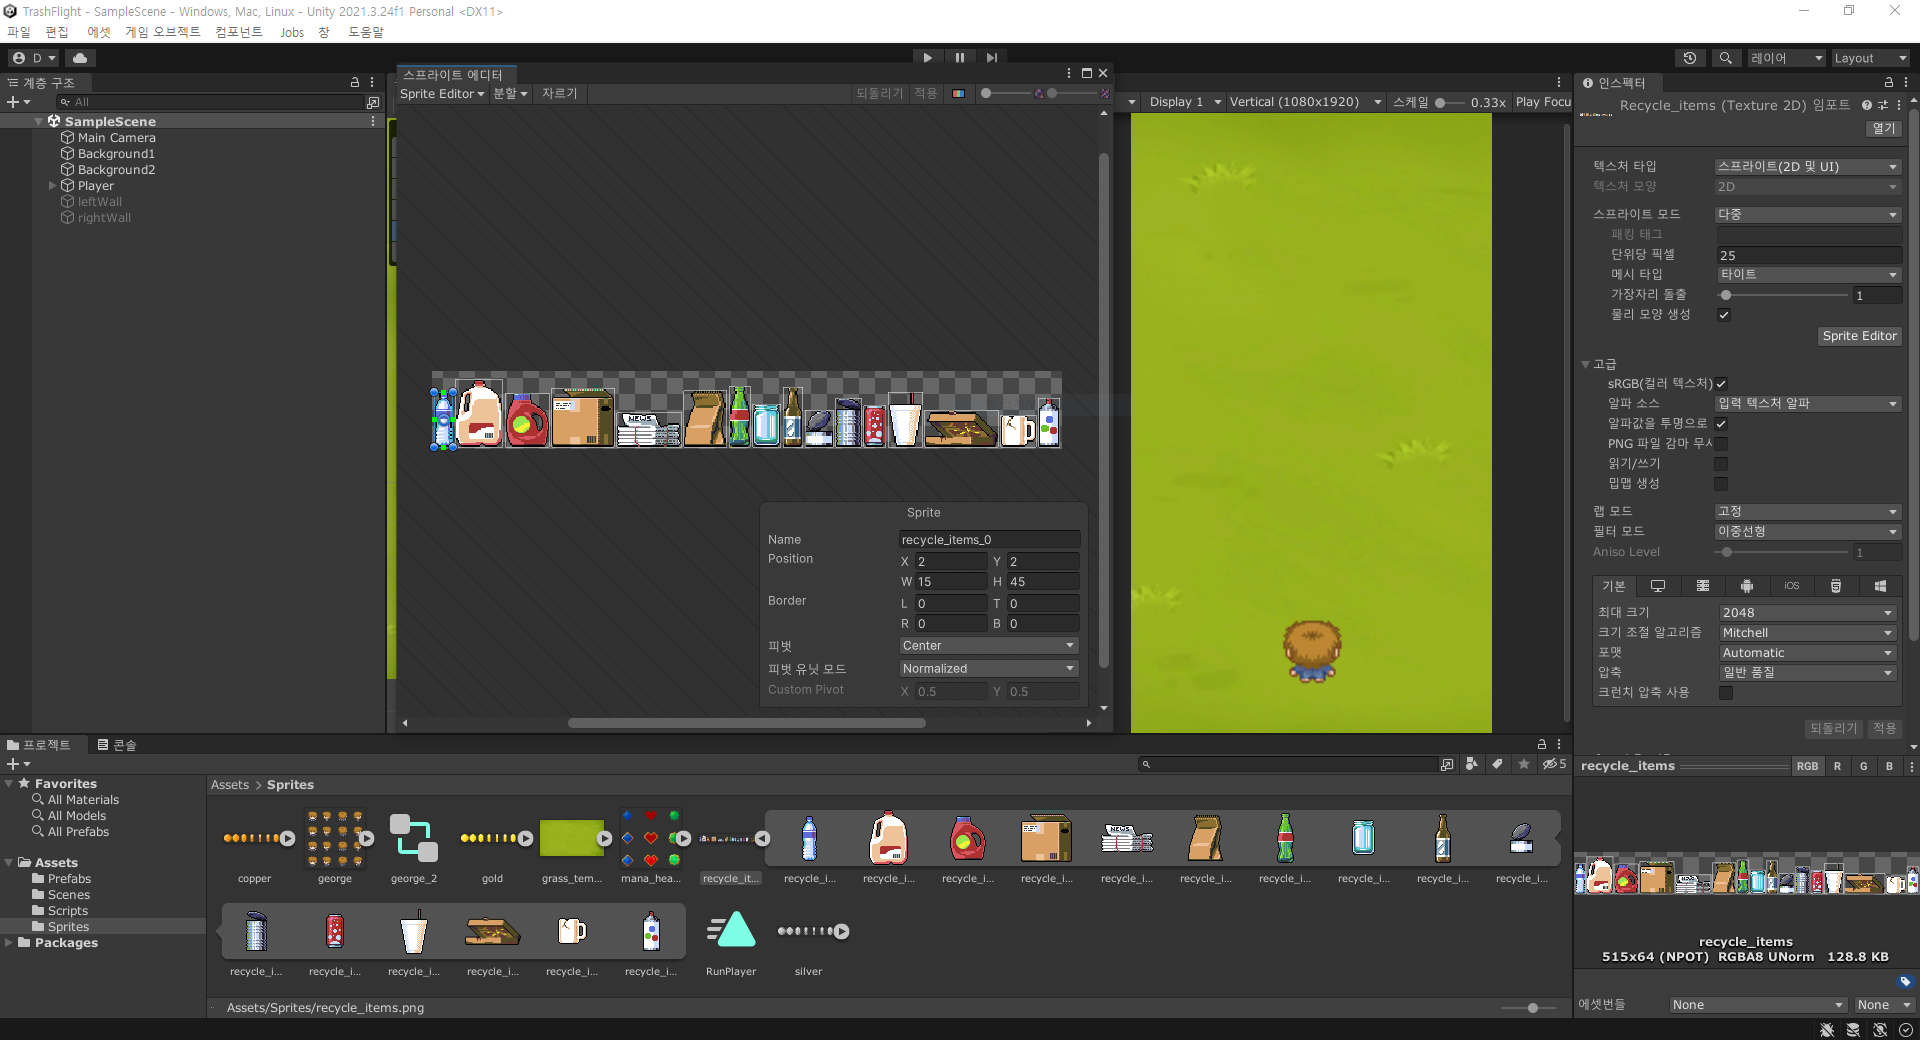 TrashFlight - SampleScene - Windows, Mac, Linux - Unity 2021.3.24f1 Personal <DX11>
파일 편집 에셋 게임 오브젝트 컴포넌트 Jobs 창 도움말
D 레이어 Layout
계층 구조
All
SampleScene
Main Camera
Background1
Background2
Player
leftWall
rightWall
스프라이트 에디터
Sprite Editor 분할 자르기 되돌리기 적용
Sprite
Name recycle_items_0
Position X 2 Y 2
W 15 H 45
Border L 0 T 0
R 0 B 0
피벗 Center
피벗 유닛 모드 Normalized
Custom Pivot X 0.5 Y 0.5
Display 1 Vertical (1080x1920) 스케일 0.33x Play Focu
인스펙터
Recycle_items (Texture 2D) 임포트
열기
텍스처 타입 스프라이트(2D 및 UI)
텍스처 모양 2D
스프라이트 모드 다중
패킹 태그
단위당 픽셀 25
메시 타입 타이트
가장자리 돌출 1
물리 모양 생성
Sprite Editor
고급
sRGB(컬러 텍스처)
알파 소스 입력 텍스처 알파
알파값을 투명으로
PNG 파일 감마 무시
읽기/쓰기
밉맵 생성
랩 모드 고정
필터 모드 이중선형
Aniso Level 1
기본 iOS
최대 크기 2048
크기 조절 알고리즘 Mitchell
포맷 Automatic
압축 일반 품질
크런치 압축 사용
되돌리기 적용
프로젝트 콘솔
5
Favorites
All Materials
All Models
All Prefabs
Assets
Prefabs
Scenes
Scripts
Sprites
Packages
Assets > Sprites
NEWS NEWS
copper george george_2 gold grass_tem... mana_hea... recycle_it... recycle_i... recycle_i... recycle_i... recycle_i... recycle_i... recycle_i... recycle_i... recycle_i... recycle_i... recycle_i...
recycle_i... recycle_i... recycle_i... recycle_i... recycle_i... recycle_i... RunPlayer silver
Assets/Sprites/recycle_items.png
recycle_items RGB R G B
recycle_items
515x64 (NPOT) RGBA8 UNorm 128.8 KB
에셋번들 None None